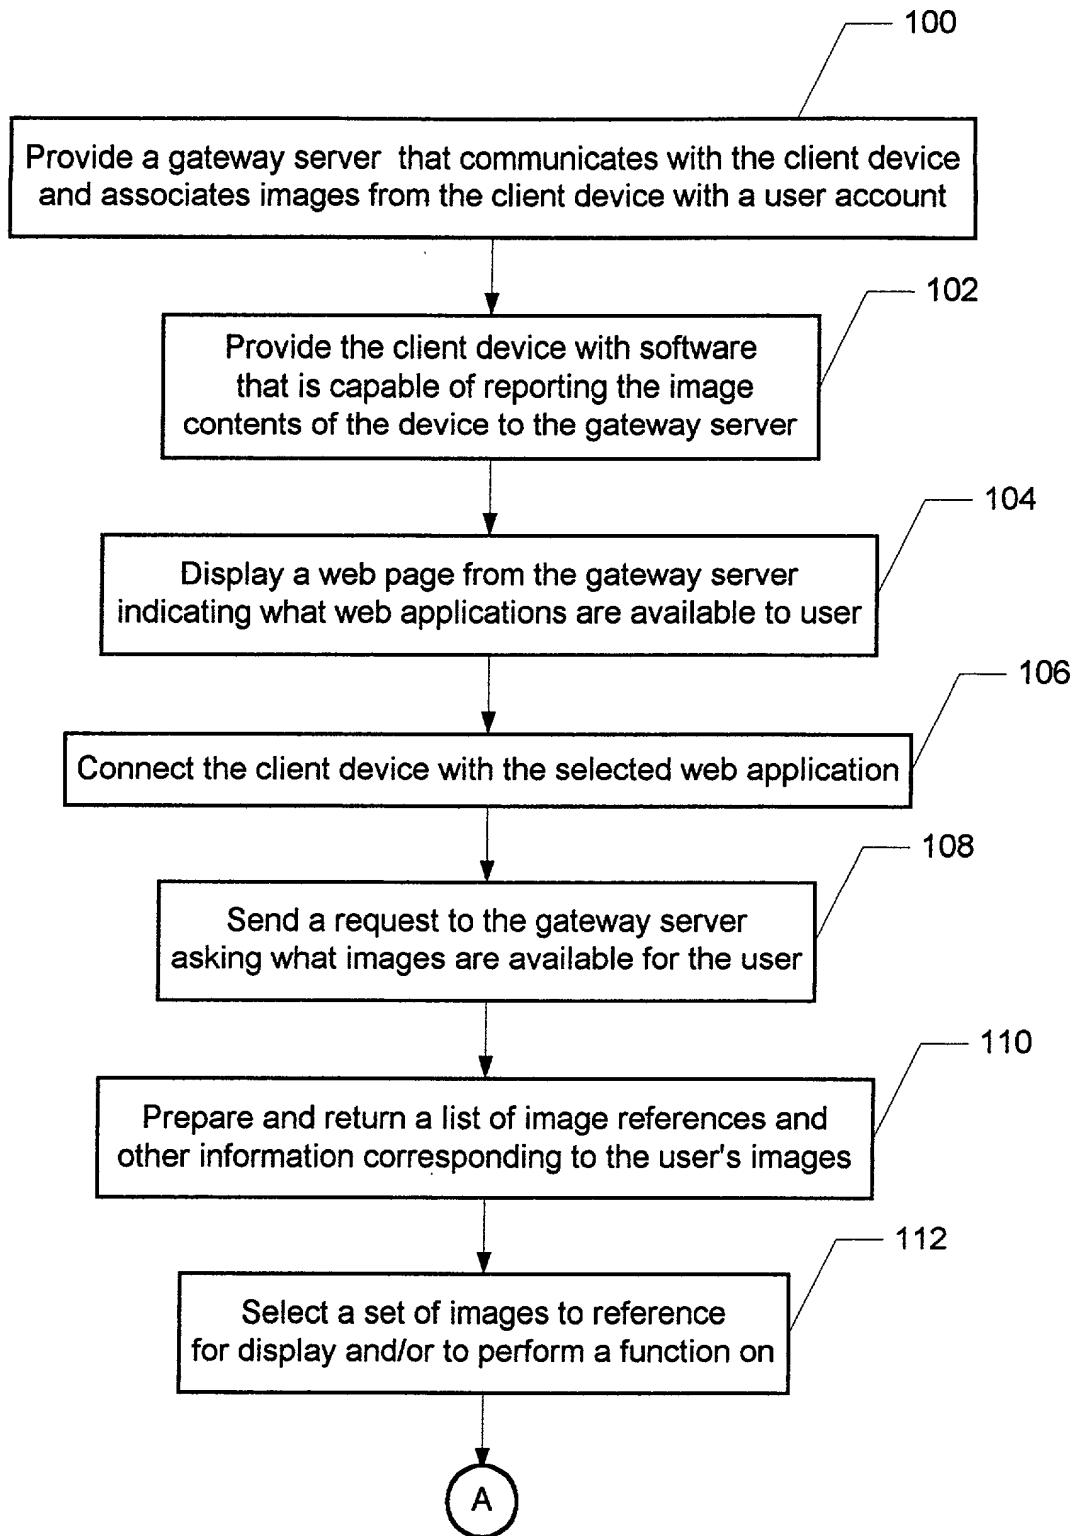 100
Provide a gateway server that communicates with the client device
and associates images from the client device with a user account
102
Provide the client device with software
that is capable of reporting the image
contents of the device to the gateway server
104
Display a web page from the gateway server
indicating what web applications are available to user
106
Connect the client device with the selected web application
108
Send a request to the gateway server
asking what images are available for the user
110
Prepare and return a list of image references and
other information corresponding to the user's images
112
Select a set of images to reference
for display and/or to perform a function on
A